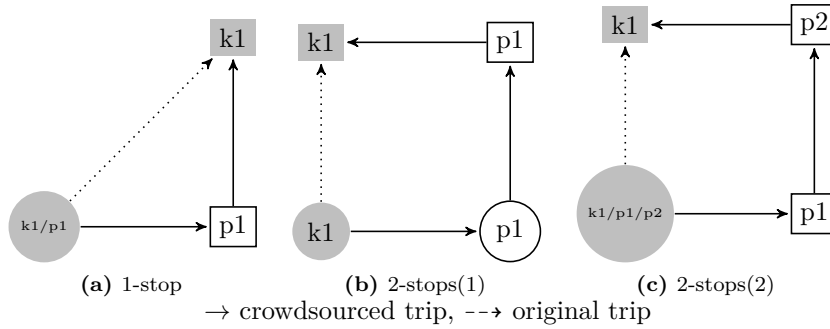 k1
k1
p1
k1
p2
k1/p1
p1
k1
p1
k1/p1/p2
p1
(a) 1-stop
(b) 2-stops(1)
(c) 2-stops(2)
→ crowdsourced trip, ⇢ original trip